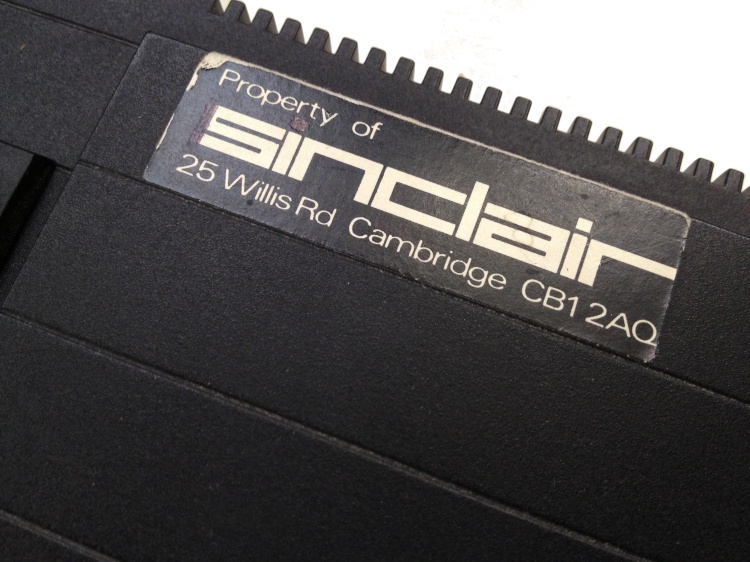 Property of
sinclair
25 Willis Rd Cambridge CB1 2AQ